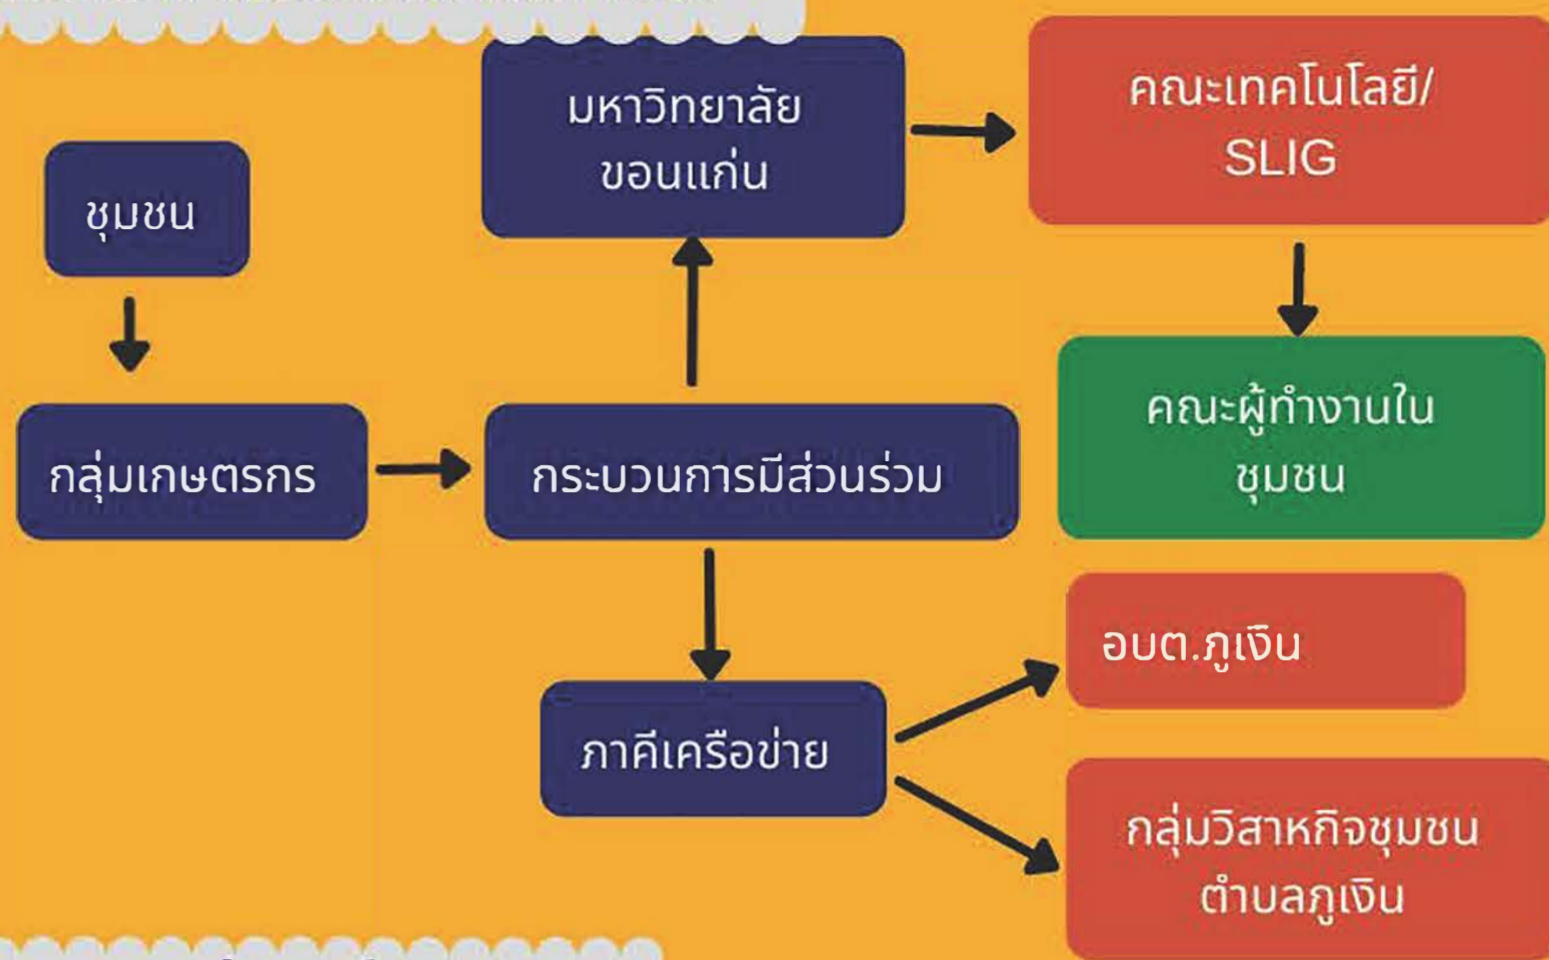 มหาวิทยาลัย
ขอนแก่น
คณะเทคโนโลยี/
SLIG
ชุมชน
คณะผู้ทำงานใน
ชุมชน
กลุ่มเกษตรกร
กระบวนการมีส่วนร่วม
อบต.ภูเงิน
ภาคีเครือข่าย
กลุ่มวิสาหกิจชุมชน
ตำบลภูเงิน